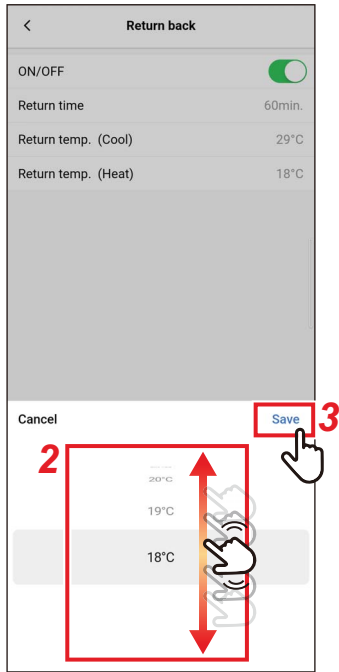 < Return back
ON/OFF
Return time 60min.
Return temp. (Cool) 29°C
Return temp. (Heat) 18°C
Cancel Save 3
2
20°C
19°C
18°C